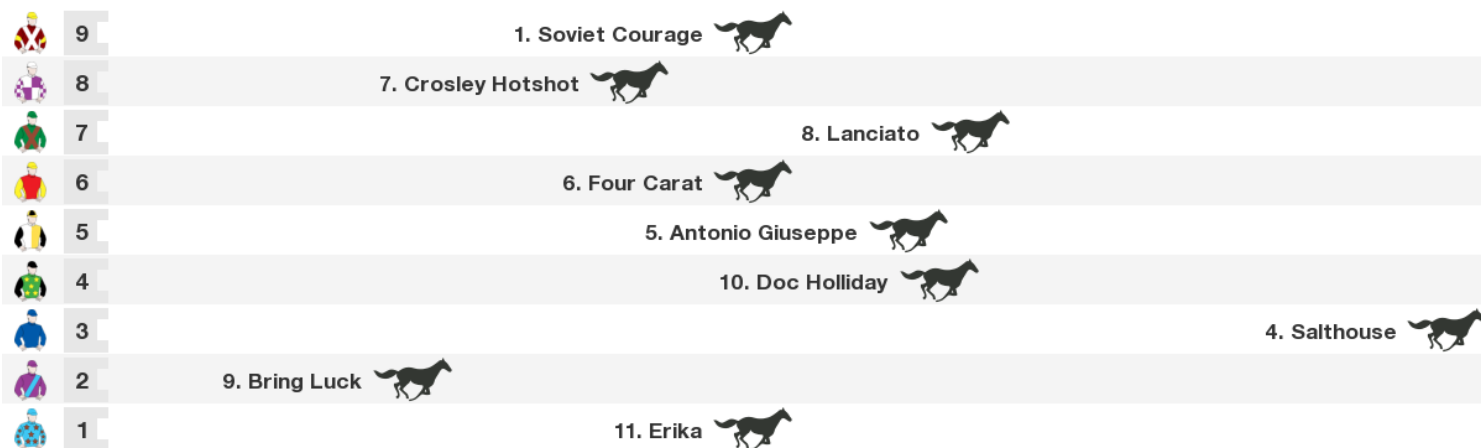 9 1. Soviet Courage
8 7. Crosley Hotshot
7 8. Lanciato
6 6. Four Carat
5 5. Antonio Giuseppe
4 10. Doc Holliday
3 4. Salthouse
2 9. Bring Luck
1 11. Erika